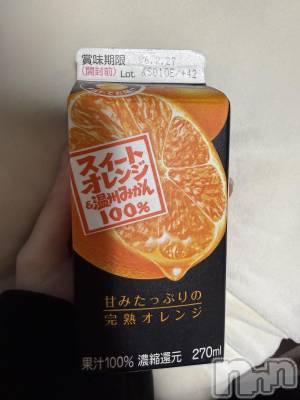 賞味期限
(開封前) Lot.
スイート
オレンジ
&温州みかん
100%
甘みたっぷりの
完熟オレンジ
果汁100% 濃縮還元 270ml